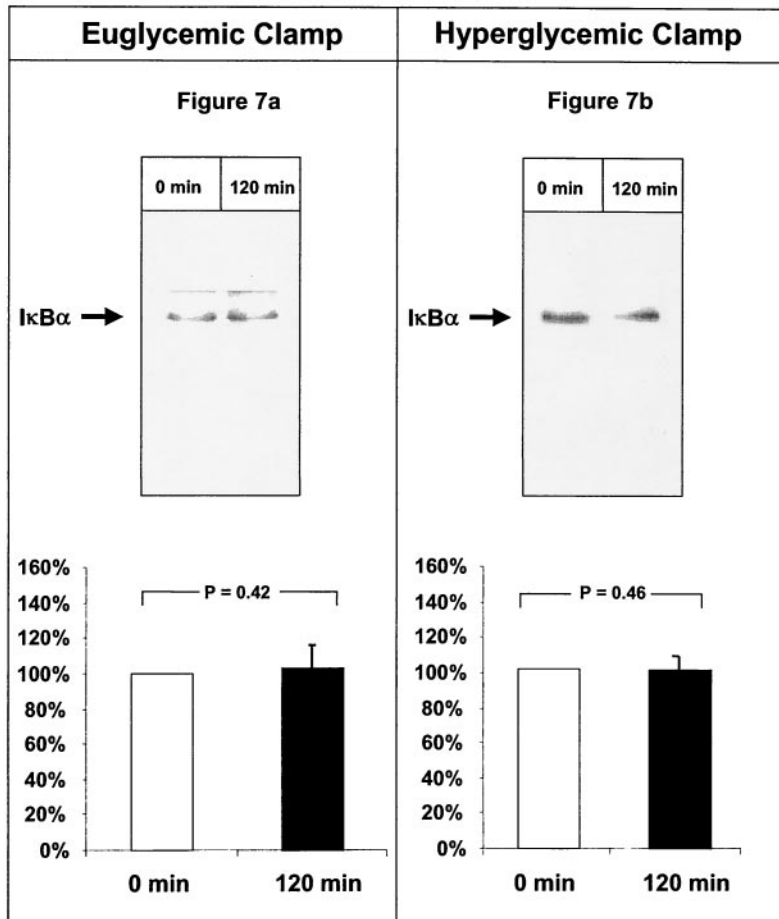 Euglycemic Clamp
Hyperglycemic Clamp
Figure 7a
Figure 7b
0 min
120 min
0 min
120 min
IκBα
IκBα
160%
140%
120%
100%
80%
60%
40%
20%
0%
P = 0.42
0 min
120 min
160%
140%
120%
100%
80%
60%
40%
20%
0%
P = 0.46
0 min
120 min